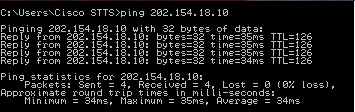 C:\Users\Cisco STTS>ping 202.154.18.10
Pinging 202.154.18.10 with 32 bytes of data:
Reply from 202.154.18.10: bytes=32 time=35ms TTL=126
Reply from 202.154.18.10: bytes=32 time=35ms TTL=126
Reply from 202.154.18.10: bytes=32 time=34ms TTL=126
Reply from 202.154.18.10: bytes=32 time=34ms TTL=126
Ping statistics for 202.154.18.10:
Packets: Sent = 4, Received = 4, Lost = 0 (0% loss),
Approximate round trip times in milli-seconds:
Minimum = 34ms, Maximum = 35ms, Average = 34ms